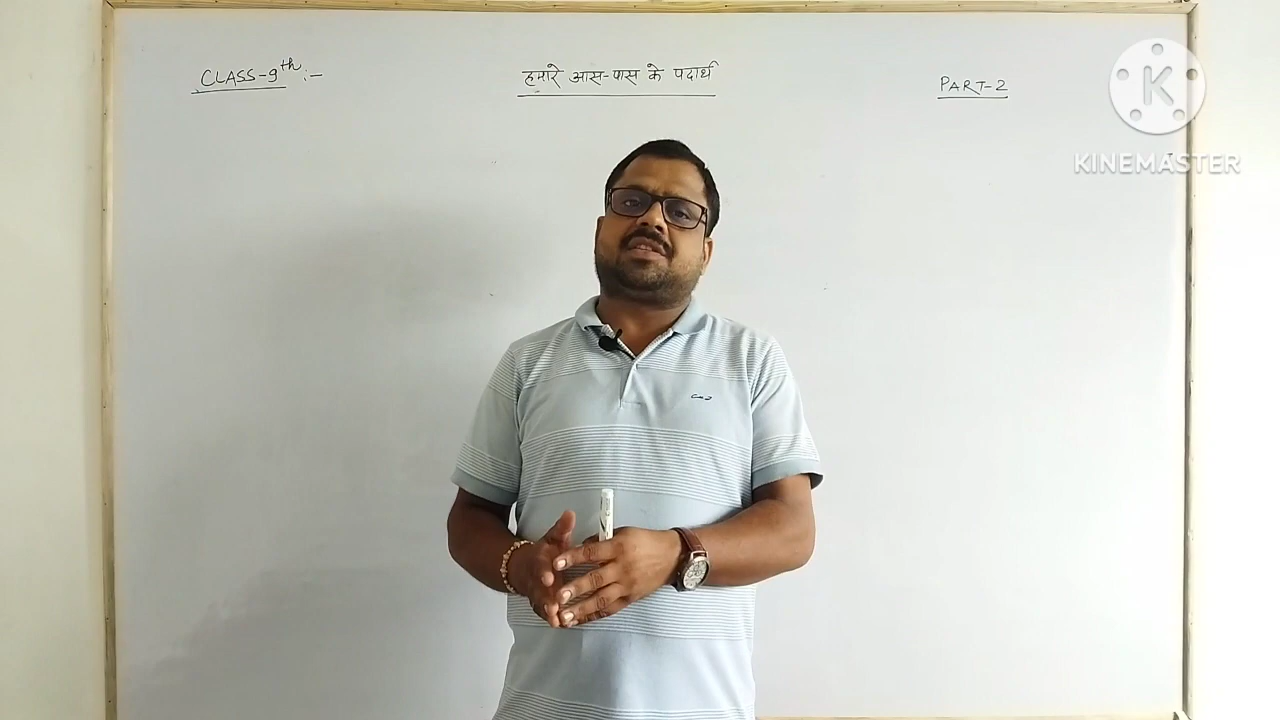 CLASS-9th:-
हमारे आस-पास के पदार्थ
PART-2
K
KINEMASTER